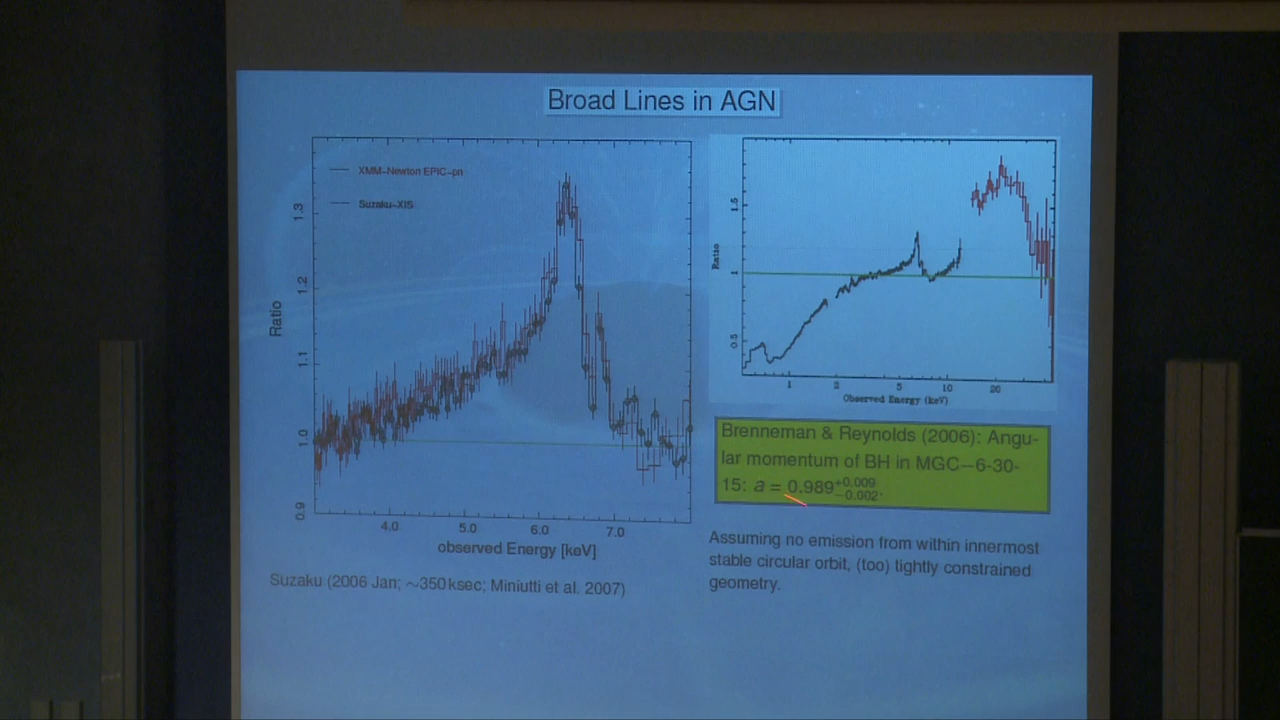 Broad Lines in AGN
XMM-Newton EPIC-pn
Suzaku-XIS
Ratio
0.9
1.0
1.1
1.2
1.3
4.0 5.0 6.0 7.0
observed Energy [keV]
Suzaku (2006 Jan; ~350 ksec; Miniutti et al. 2007)
Ratio
0.5
1
1.5
1 2 5 10 20
Observed Energy (keV)
Brenneman & Reynolds (2006): Angu-
lar momentum of BH in MGC-6-30-
15: a = 0.989+0.009−0.002.
Assuming no emission from within innermost
stable circular orbit, (too) tightly constrained
geometry.